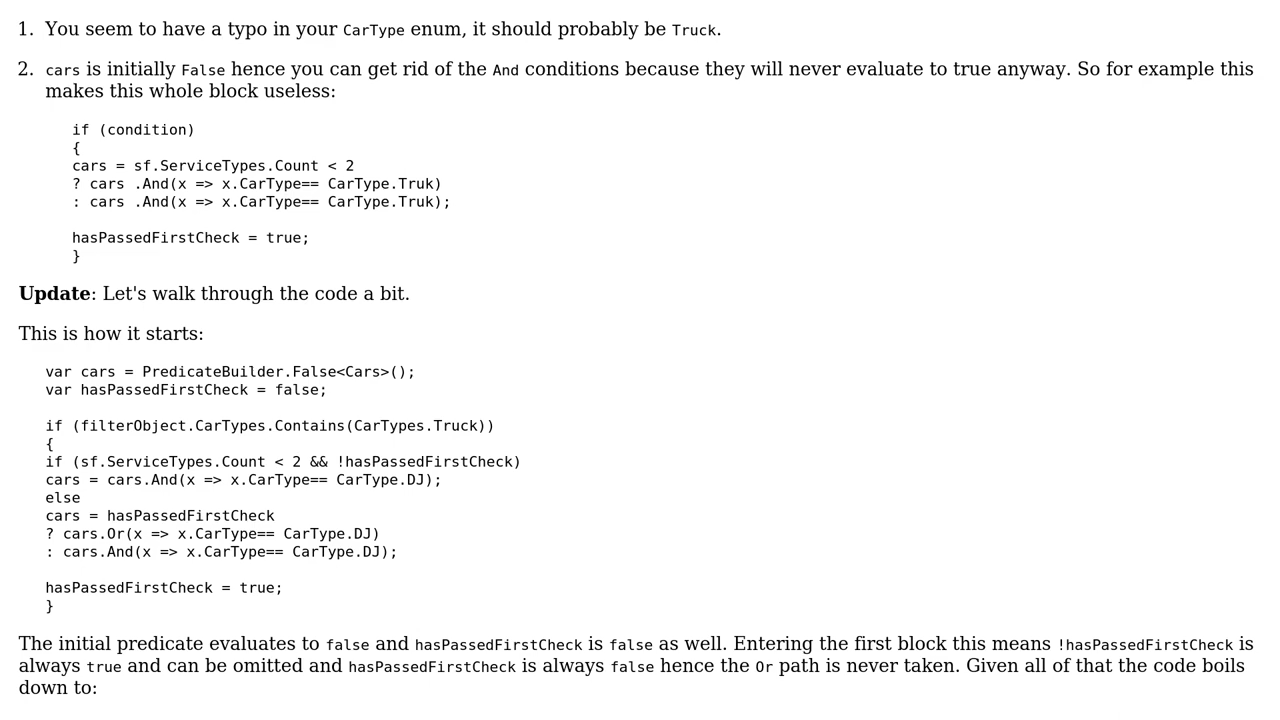 1. You seem to have a typo in your CarType enum, it should probably be Truck.
2. cars is initially False hence you can get rid of the And conditions because they will never evaluate to true anyway. So for example this
makes this whole block useless:
if (condition)
{
cars = sf.ServiceTypes.Count < 2
? cars .And(x => x.CarType== CarType.Truk)
: cars .And(x => x.CarType== CarType.Truk);
hasPassedFirstCheck = true;
}
Update: Let's walk through the code a bit.
This is how it starts:
var cars = PredicateBuilder.False<Cars>();
var hasPassedFirstCheck = false;
if (filterObject.CarTypes.Contains(CarTypes.Truck))
{
if (sf.ServiceTypes.Count < 2 && !hasPassedFirstCheck)
cars = cars.And(x => x.CarType== CarType.DJ);
else
cars = hasPassedFirstCheck
? cars.Or(x => x.CarType== CarType.DJ)
: cars.And(x => x.CarType== CarType.DJ);
hasPassedFirstCheck = true;
}
The initial predicate evaluates to false and hasPassedFirstCheck is false as well. Entering the first block this means !hasPassedFirstCheck is
always true and can be omitted and hasPassedFirstCheck is always false hence the Or path is never taken. Given all of that the code boils
down to: